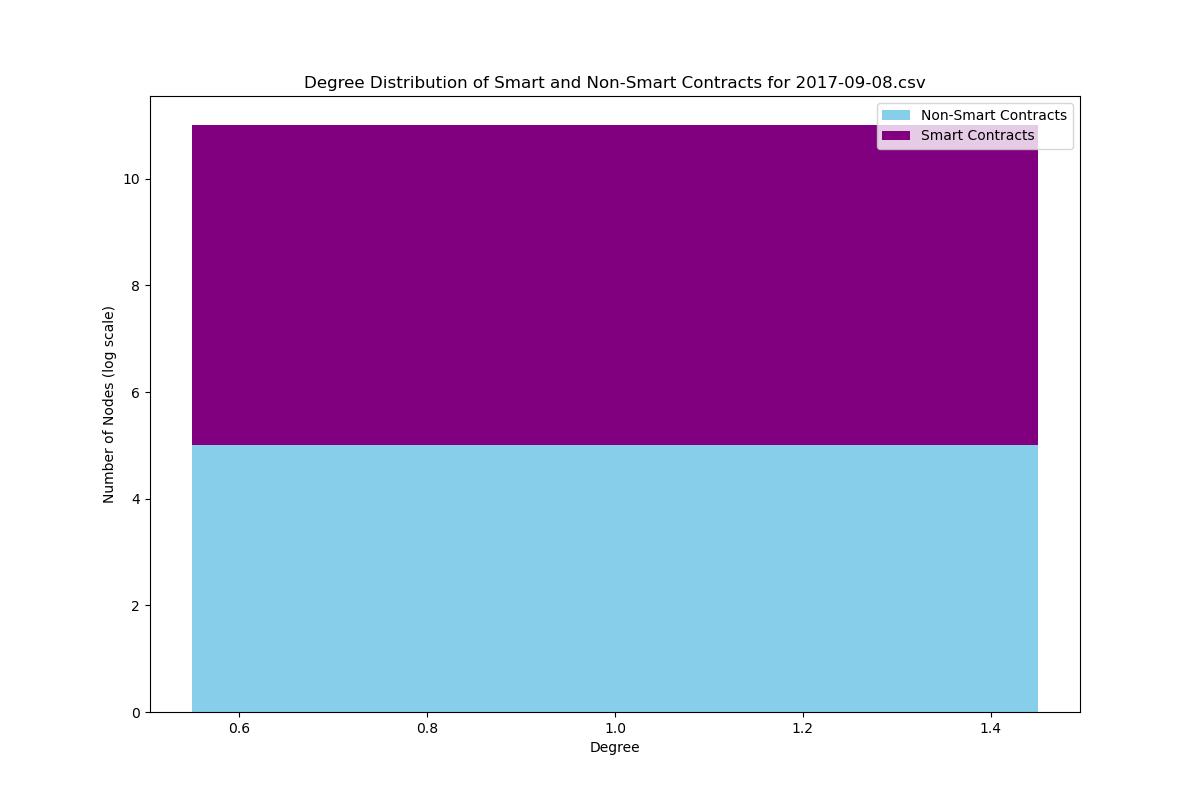 Degree Distribution of Smart and Non-Smart Contracts for 2017-09-08.csv
Non-Smart Contracts
Smart Contracts
Number of Nodes (log scale)
10
8
6
4
2
0
0.6 0.8 1.0 1.2 1.4
Degree